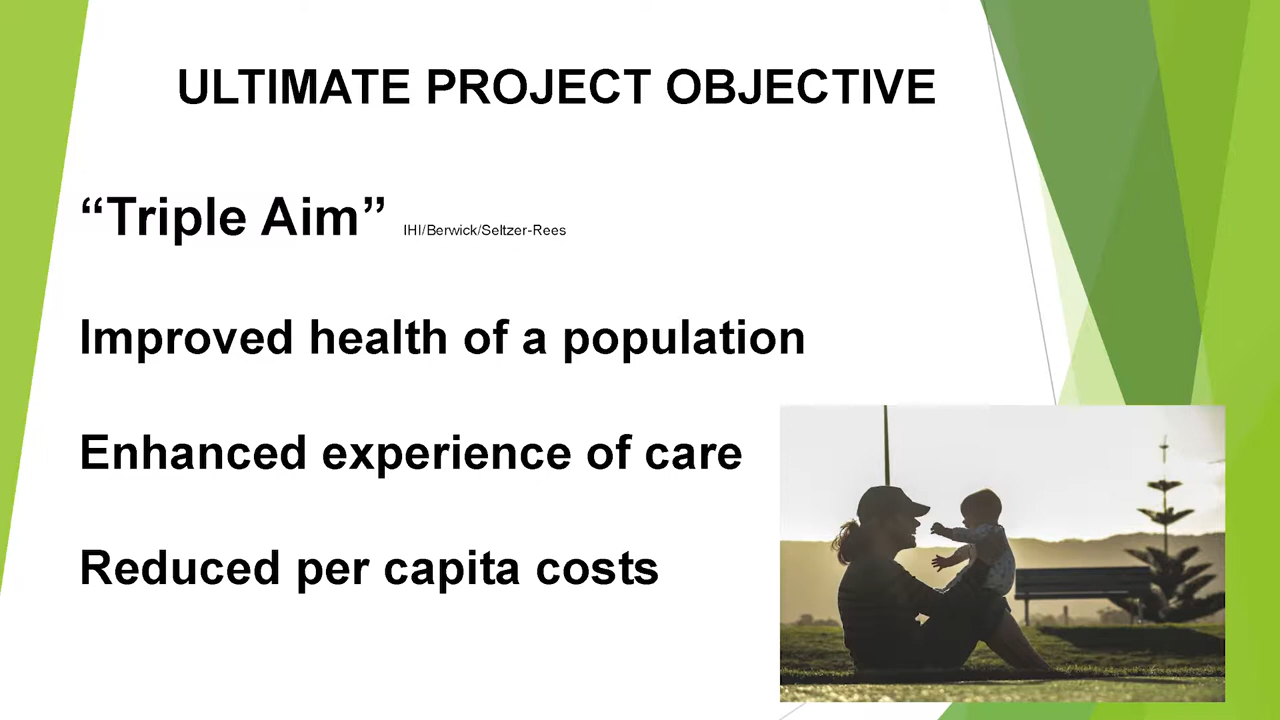 ULTIMATE PROJECT OBJECTIVE
“Triple Aim” IHI/Berwick/Seltzer-Rees
Improved health of a population
Enhanced experience of care
Reduced per capita costs